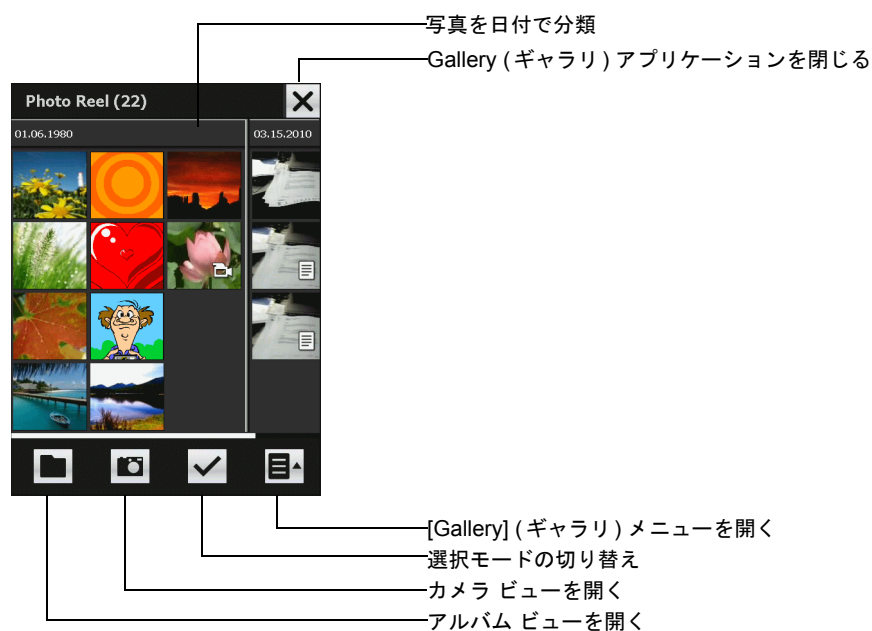 写真を日付で分類
Gallery (ギャラリ) アプリケーションを閉じる
Photo Reel (22)
01.06.1980
03.15.2010
[Gallery] (ギャラリ) メニューを開く
選択モードの切り替え
カメラ ビューを開く
アルバム ビューを開く